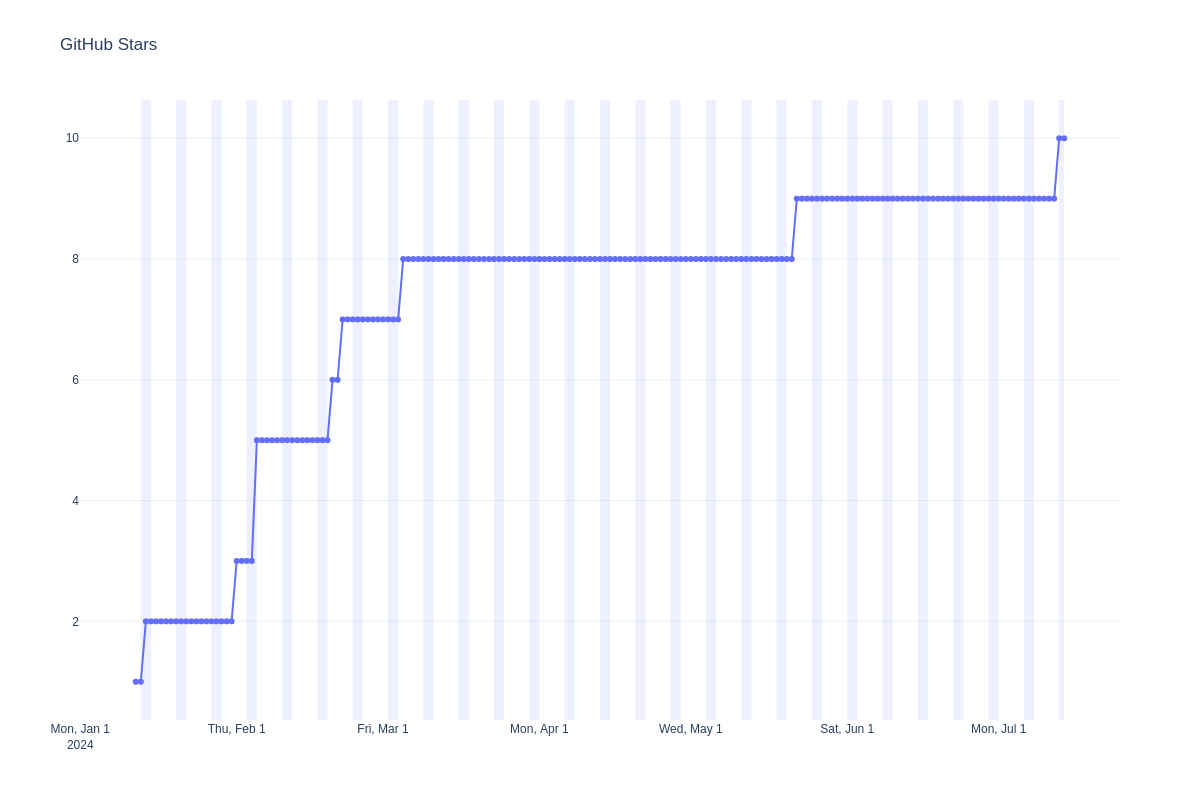 GitHub Stars
10
8
6
4
2
Mon, Jan 1
2024
Thu, Feb 1
Fri, Mar 1
Mon, Apr 1
Wed, May 1
Sat, Jun 1
Mon, Jul 1